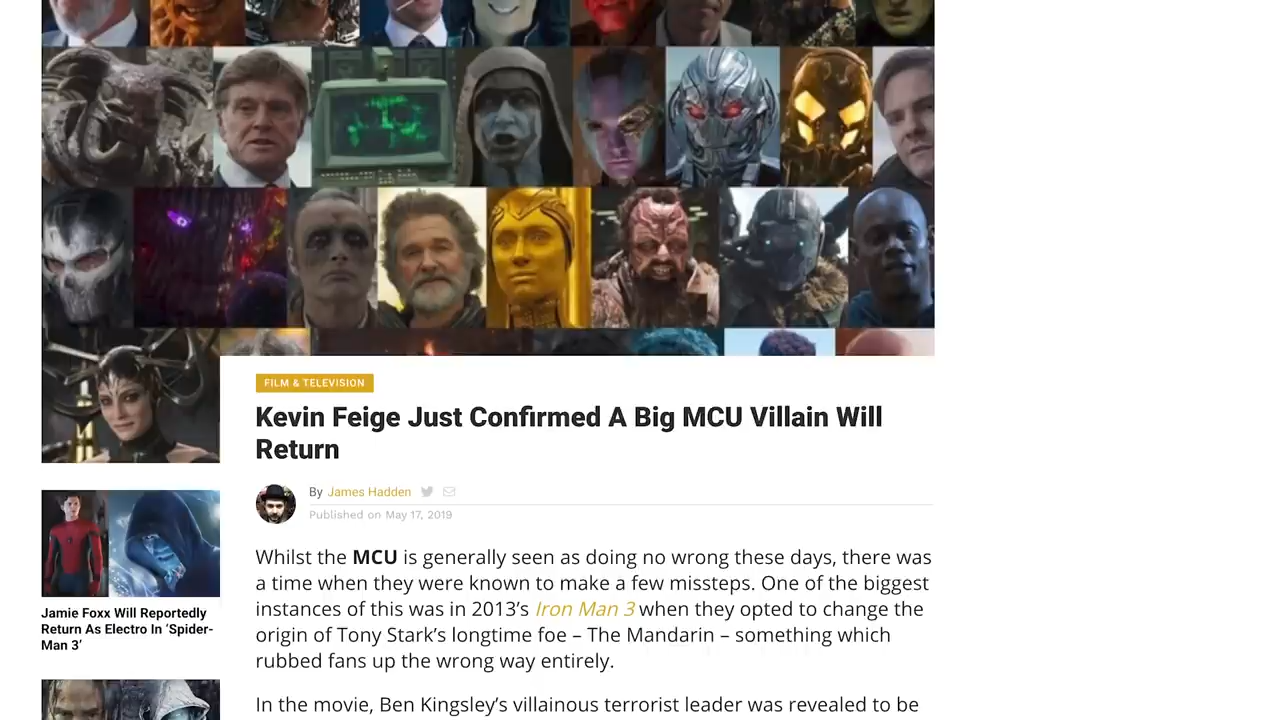 FILM & TELEVISION
Kevin Feige Just Confirmed A Big MCU Villain Will
Return
By James Hadden
Published on May 17, 2019
Whilst the MCU is generally seen as doing no wrong these days, there was
a time when they were known to make a few missteps. One of the biggest
instances of this was in 2013’s Iron Man 3 when they opted to change the
origin of Tony Stark’s longtime foe – The Mandarin – something which
rubbed fans up the wrong way entirely.
In the movie, Ben Kingsley’s villainous terrorist leader was revealed to be
Jamie Foxx Will Reportedly
Return As Electro In ‘Spider-
Man 3’